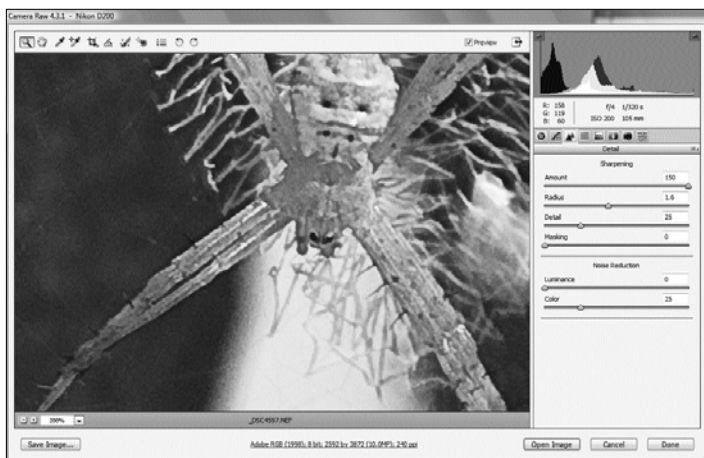 Camera Raw 4.3.1 - Nikon D200
Preview
R: 158
G: 119
B: 60
f/4 1/320 s
ISO 200 105 mm
Detail
Sharpening
Amount 150
Radius 1.6
Detail 25
Masking 0
Noise Reduction
Luminance 0
Color 25
_DSC4597.NEF
Save Image...
Adobe RGB (1998); 8 bit; 2592 by 3872 (10.0MP); 240 ppi
Open Image
Cancel
Done